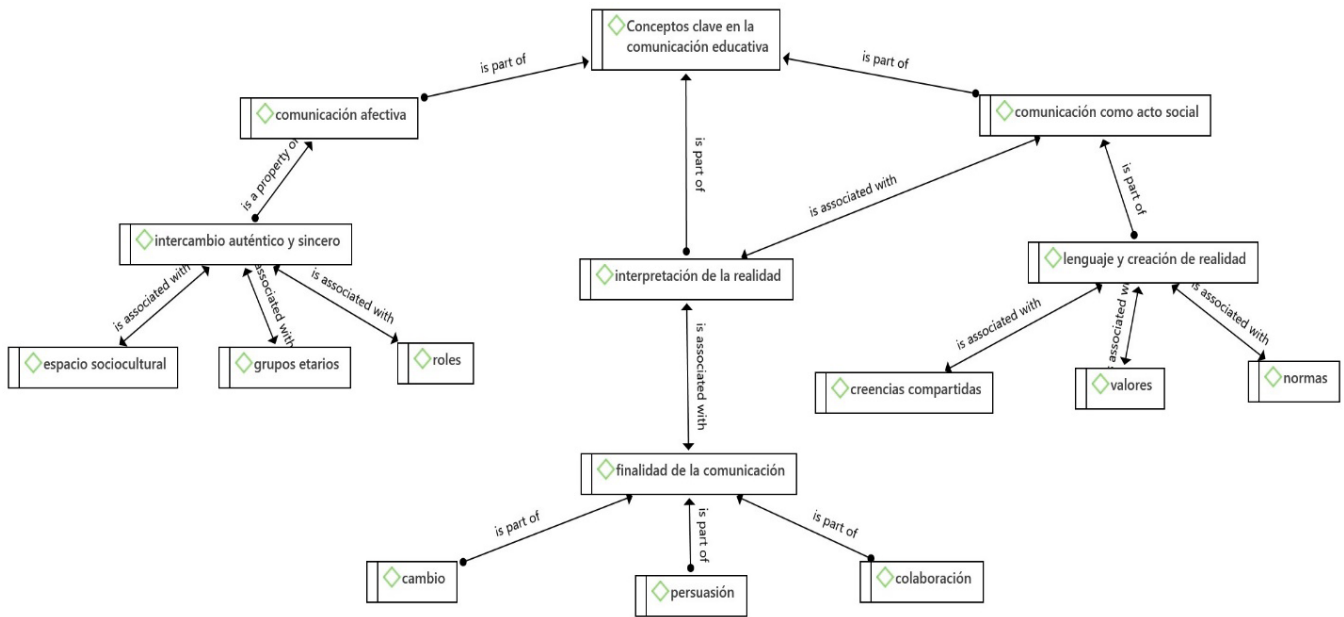 Conceptos clave en la
comunicación educativa
is part of
is part of
comunicación afectiva
comunicación como acto social
is part of
is a property of
is associated with
is part of
intercambio auténtico y sincero
interpretación de la realidad
lenguaje y creación de realidad
is associated with
associated with
is associated with
is associated with
is associated with
is associated with
is associated with
espacio sociocultural
grupos etarios
roles
creencias compartidas
valores
normas
finalidad de la comunicación
is part of
is part of
is part of
cambio
persuasión
colaboración